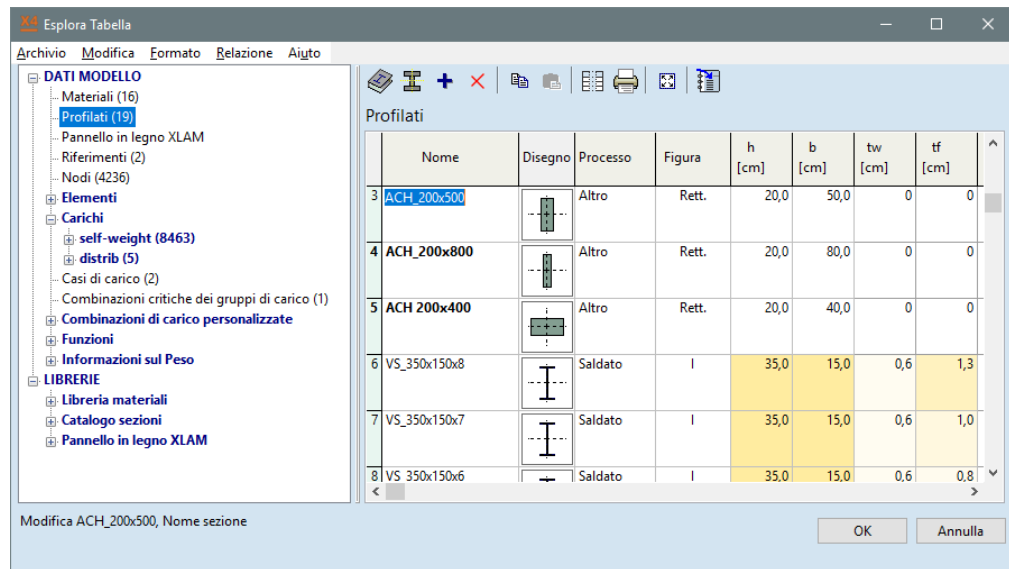 X4 Esplora Tabella
Archivio Modifica Formato Relazione Aiuto
DATI MODELLO
Materiali (16)
Profilati (19)
Pannello in legno XLAM
Riferimenti (2)
Nodi (4236)
Elementi
Carichi
self-weight (8463)
distrib (5)
Casi di carico (2)
Combinazioni critiche dei gruppi di carico (1)
Combinazioni di carico personalizzate
Funzioni
Informazioni sul Peso
LIBRERIE
Libreria materiali
Catalogo sezioni
Pannello in legno XLAM
Profilati
Nome Disegno Processo Figura h [cm] b [cm] tw [cm] tf [cm]
3 ACH_200x500 Altro Rett. 20,0 50,0 0 0
4 ACH_200x800 Altro Rett. 20,0 80,0 0 0
5 ACH 200x400 Altro Rett. 20,0 40,0 0 0
6 VS_350x150x8 Saldato I 35,0 15,0 0,6 1,3
7 VS_350x150x7 Saldato I 35,0 15,0 0,6 1,0
8 VS_350x150x6 Saldato I 35,0 15,0 0,6 0,8
Modifica ACH_200x500, Nome sezione
OK Annulla